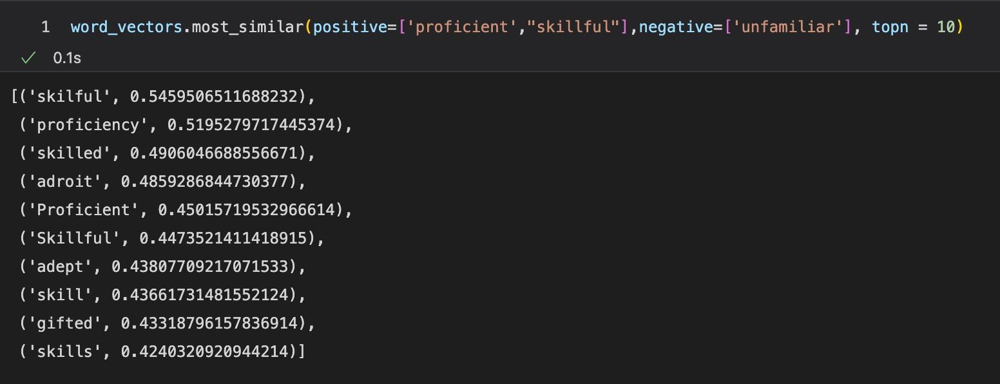 1 word_vectors.most_similar(positive=['proficient',"skillful"],negative=['unfamiliar'], topn = 10)
✓ 0.1s
[('skilful', 0.5459506511688232),
('proficiency', 0.5195279717445374),
('skilled', 0.4906046688556671),
('adroit', 0.4859286844730377),
('Proficient', 0.45015719532966614),
('Skillful', 0.4473521411418915),
('adept', 0.43807709217071533),
('skill', 0.43661731481552124),
('gifted', 0.43318796157836914),
('skills', 0.4240320920944214)]